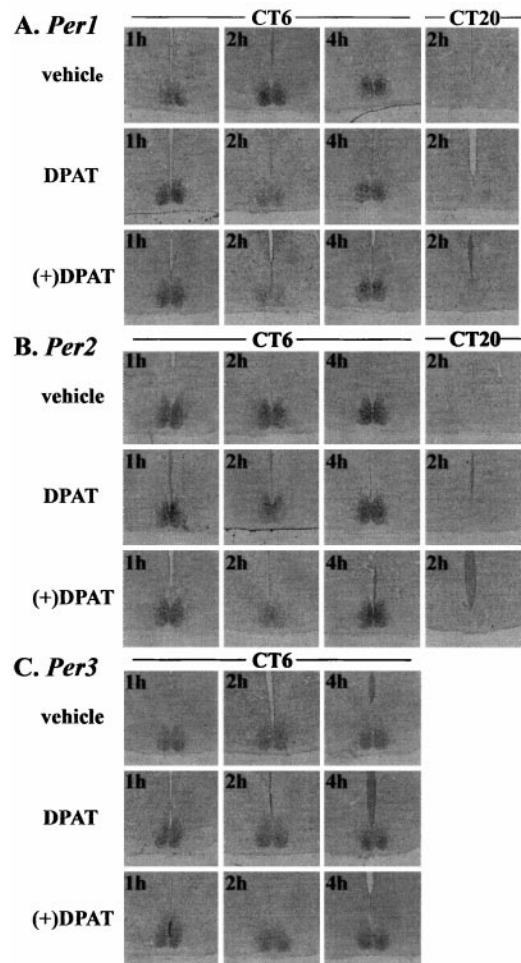 A. Per1
CT6
CT20
vehicle
1h
2h
4h
2h
DPAT
1h
2h
4h
2h
(+)DPAT
1h
2h
4h
2h
B. Per2
CT6
CT20
vehicle
1h
2h
4h
2h
DPAT
1h
2h
4h
2h
(+)DPAT
1h
2h
4h
2h
C. Per3
CT6
vehicle
1h
2h
4h
DPAT
1h
2h
4h
(+)DPAT
1h
2h
4h